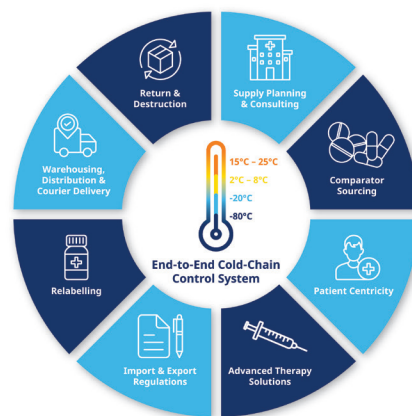 Return &
Destruction
Supply Planning
& Consulting
Warehousing,
Distribution &
Courier Delivery
15°C – 25°C
2°C – 8°C
-20°C
-80°C
Comparator
Sourcing
End-to-End Cold-Chain
Control System
Relabelling
Patient Centricity
Import & Export
Regulations
Advanced Therapy
Solutions